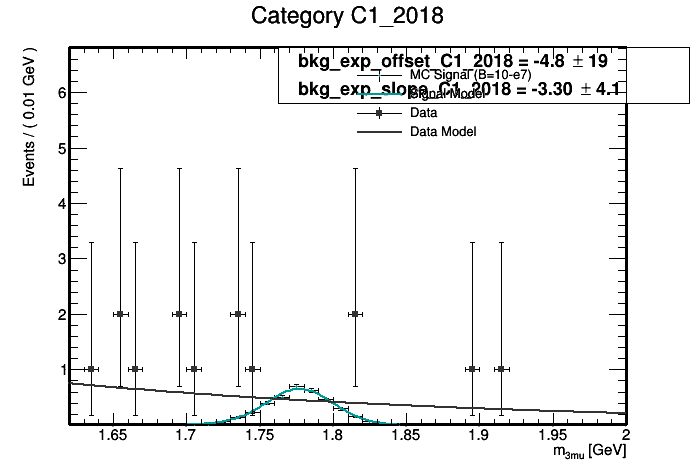 Category C1_2018
bkg_exp_offset_C1_2018 = -4.8 ± 19
MC Signal (B=10-e7)
bkg_exp_slope_C1_2018 = -3.30 ± 4.1
Signal Model
Data
Data Model
Events / ( 0.01 GeV )
6
5
4
3
2
1
1.65 1.7 1.75 1.8 1.85 1.9 1.95 2
m3mu [GeV]